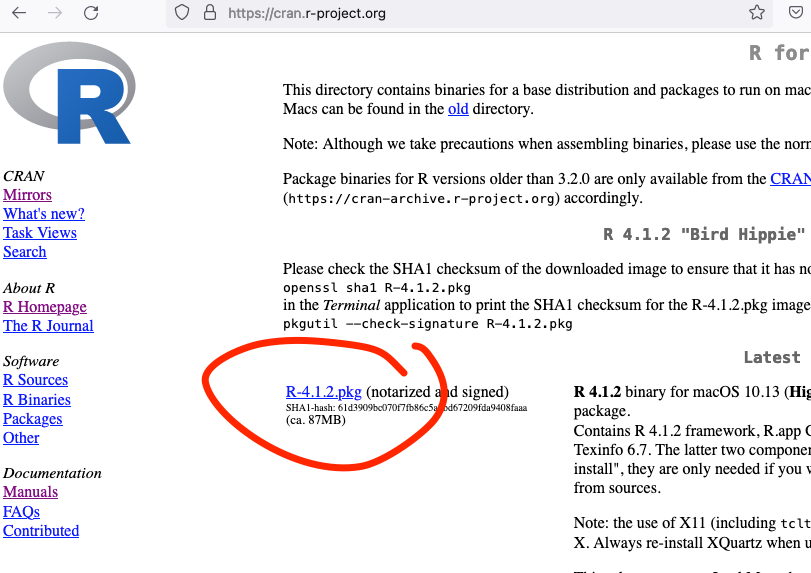 https://cran.r-project.org
R for
R
This directory contains binaries for a base distribution and packages to run on mac
Macs can be found in the old directory.
Note: Although we take precautions when assembling binaries, please use the
Package binaries for R versions older than 3.2.0 are only available from the CRAN
(https://cran-archive.r-project.org) accordingly.
R 4.1.2 "Bird Hippie"
Please check the SHA1 checksum of the downloaded image to ensure that it has
openssl sha1 R-4.1.2.pkg
in the Terminal application to print the SHA1 checksum for the R-4.1.2.pkg image
pkgutil --check-signature R-4.1.2.pkg
Latest
CRAN
Mirrors
What's new?
Task Views
Search
About R
R Homepage
The R Journal
Software
R Sources
R Binaries
Packages
Other
Documentation
Manuals
FAQs
Contributed
R-4.1.2.pkg (notarized and signed)
SHA1-hash:
(ca. 87MB)
R 4.1.2 binary for macOS 10.13 (Hig
package.
Contains R 4.1.2 framework, R.app
Texinfo 6.7. The latter two
install", they are only needed if you
from sources.
Note: the use of X11 (including tclt
X. Always re-install XQuartz when